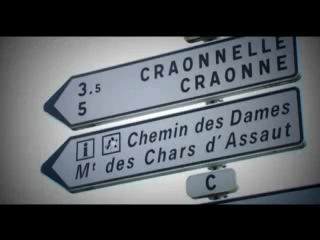 3.5 CRAONNELLE
5 CRAONNE
i Chemin des Dames
Mt des Chars d'Assaut
C